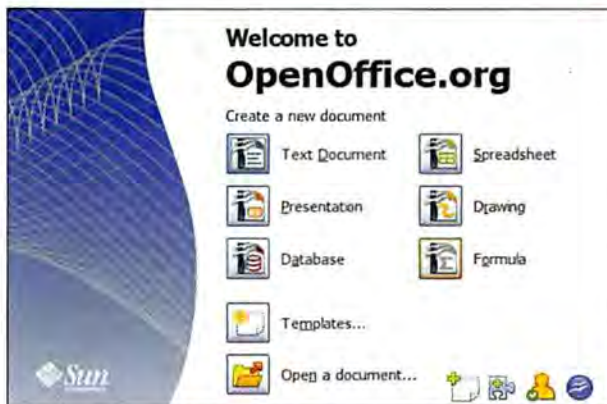 Welcome to
OpenOffice.org
Create a new document
Text Document
Spreadsheet
Presentation
Drawing
Database
Formula
Templates...
Open a document...
Sun